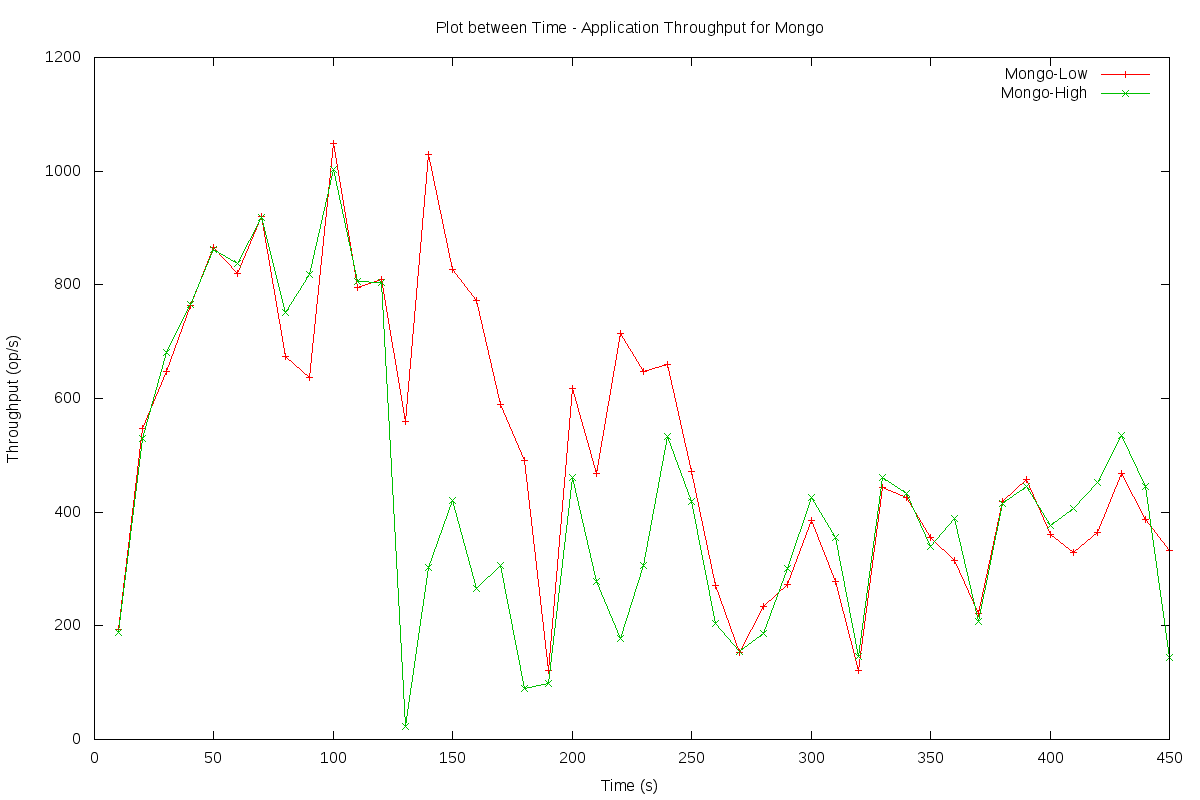 Plot between Time - Application Throughput for Mongo
1200
1000
800
600
400
200
0
Throughput (op/s)
Mongo-Low
Mongo-High
0 50 100 150 200 250 300 350 400 450
Time (s)